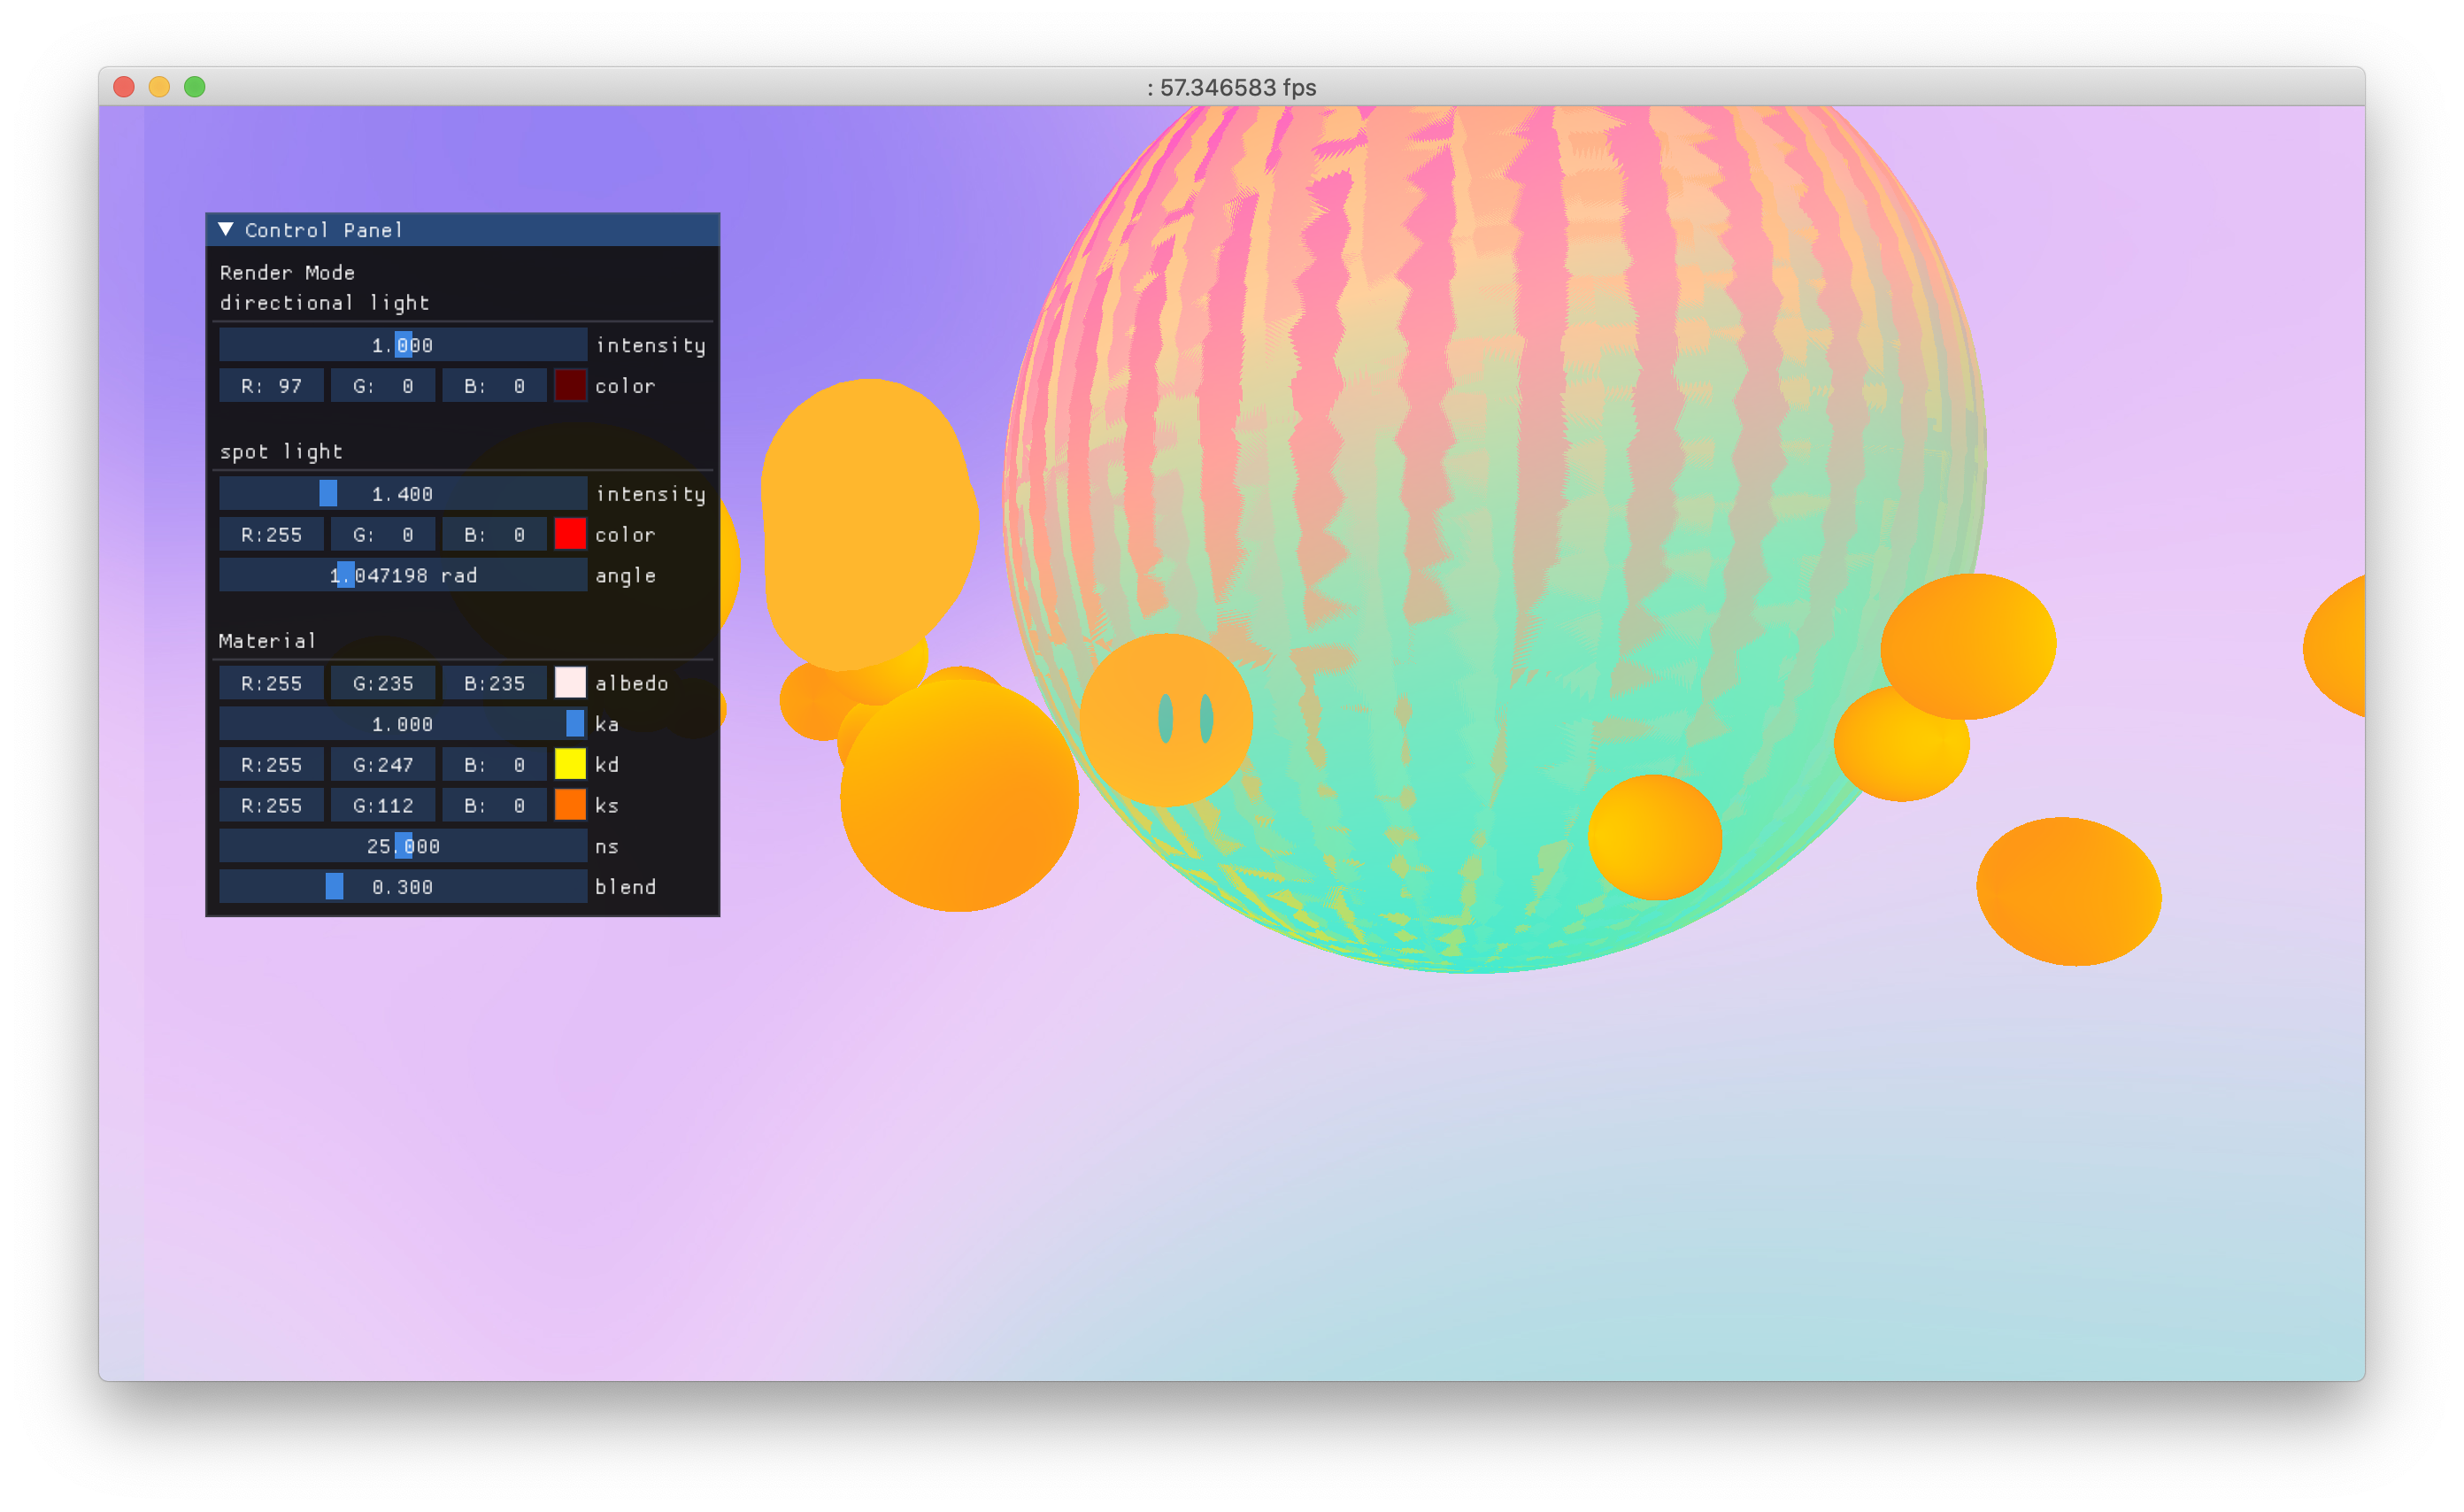 : 57.346583 fps
Control Panel
Render Mode
directional light
1.000 intensity
R: 97 G: 0 B: 0 color
spot light
1.400 intensity
R:255 G: 0 B: 0 color
1.047198 rad angle
Material
R:255 G:235 B:235 albedo
1.000 ka
R:255 G:247 B: 0 kd
R:255 G:112 B: 0 ks
25.000 ns
0.300 blend